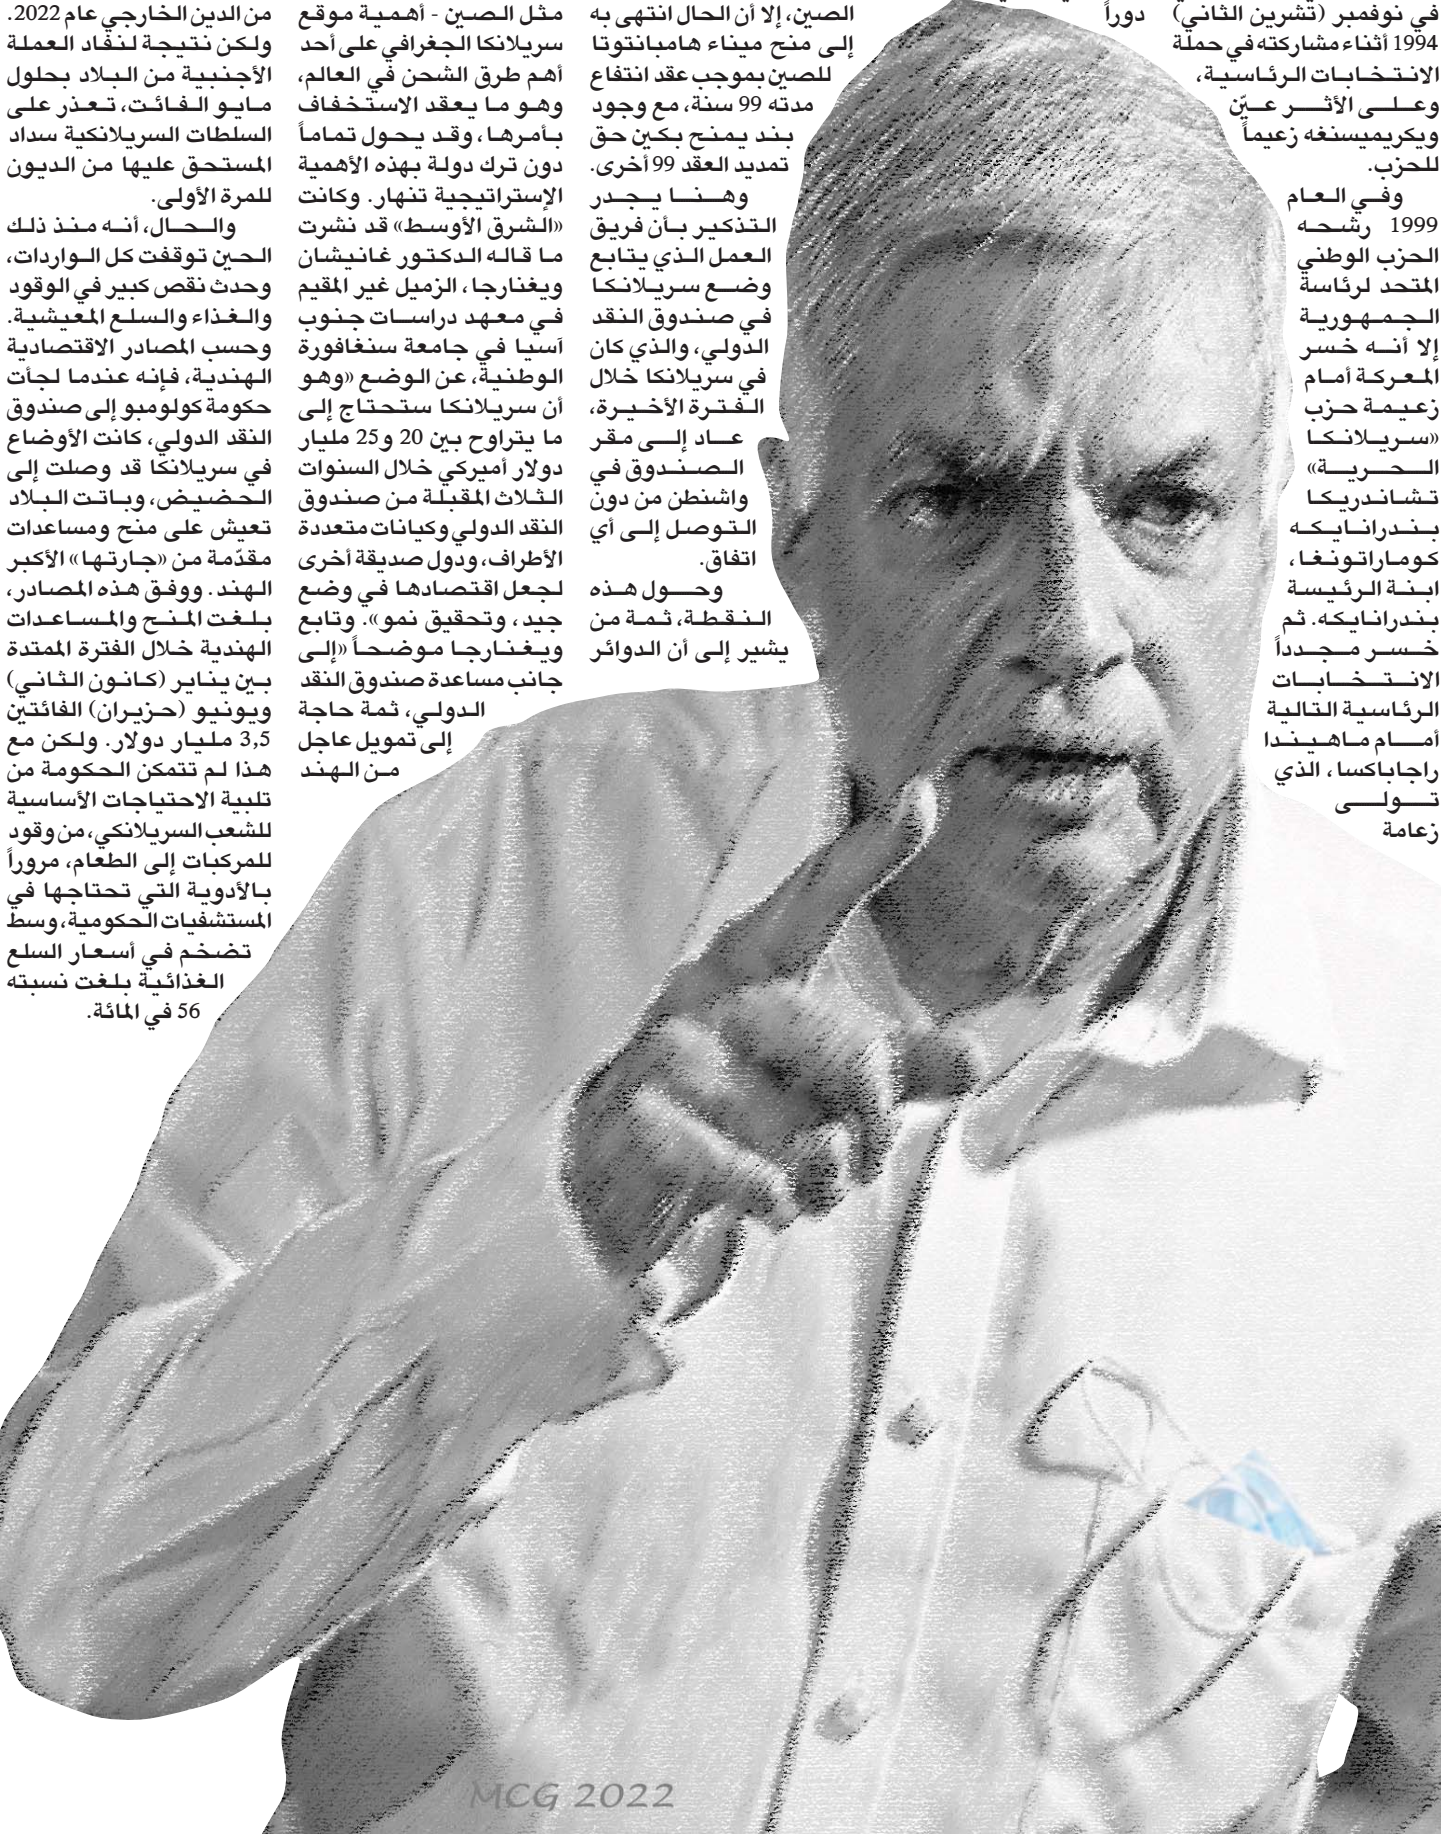 في نوفمبر (تشرين الثاني)
1994 أثناء مشاركته في حملة
الانتخابات الرئاسية،
وعلى الأثر عيّن
ويكريميسنغه زعيماً
للحزب.
وفي العام
1999 رشحه
الحزب الوطني
المتحد لرئاسة
الجمهورية
إلا أنه خسر
المعركة أمام
زعيمة حزب
«سريلانكا
الحرية»
تشاندريكا
بندرانايكه
كوماراتونغا،
ابنة الرئيسة
بندرانايكه. ثم
خسر مجدداً
الانتخابات
الرئاسية التالية
أمام ماهيندا
راجاباكسا، الذي
تولى
زعامة
دوراً
الصين، إلا أن الحال انتهى به
إلى منح ميناء هامبانتوتا
للصين بموجب عقد انتفاع
مدته 99 سنة، مع وجود
بند يمنح بكين حق
تمديد العقد 99 أخرى.
وهنا يجدر
التذكير بأن فريق
العمل الذي يتابع
وضع سريلانكا
في صندوق النقد
الدولي، والذي كان
في سريلانكا خلال
الفترة الأخيرة،
عاد إلى مقر
الصندوق في
واشنطن من دون
التوصل إلى أي
اتفاق.
وحول هذه
النقطة، ثمة من
يشير إلى أن الدوائر
مثل الصين - أهمية موقع
سريلانكا الجغرافي على أحد
أهم طرق الشحن في العالم،
وهو ما يعقد الاستخفاف
بأمرها، وقد يحول تماماً
دون ترك دولة بهذه الأهمية
الإستراتيجية تنهار. وكانت
«الشرق الأوسط» قد نشرت
ما قاله الدكتور غانيشان
ويغنارجا، الزميل غير المقيم
في معهد دراسات جنوب
آسيا في جامعة سنغافورة
الوطنية، عن الوضع «وهو
أن سريلانكا ستحتاج إلى
ما يتراوح بين 20 و25 مليار
دولار أميركي خلال السنوات
الثلاث المقبلة من صندوق
النقد الدولي وكيانات متعددة
الأطراف، ودول صديقة أخرى
لجعل اقتصادها في وضع
جيد، وتحقيق نمو». وتابع
ويغنارجا موضحاً «إلى
جانب مساعدة صندوق النقد
الدولي، ثمة حاجة
إلى تمويل عاجل
من الهند
من الدين الخارجي عام 2022.
ولكن نتيجة لنفاد العملة
الأجنبية من البلاد بحلول
مايو الفائت، تعذر على
السلطات السريلانكية سداد
المستحق عليها من الديون
للمرة الأولى.
والحال، أنه منذ ذلك
الحين توقفت كل الواردات،
وحدث نقص كبير في الوقود
والغذاء والسلع المعيشية.
وحسب المصادر الاقتصادية
الهندية، فإنه عندما لجأت
حكومة كولومبو إلى صندوق
النقد الدولي، كانت الأوضاع
في سريلانكا قد وصلت إلى
الحضيض، وباتت البلاد
تعيش على منح ومساعدات
مقدّمة من «جارتها» الأكبر
الهند. ووفق هذه المصادر،
بلغت المنح والمساعدات
الهندية خلال الفترة الممتدة
بين يناير (كانون الثاني)
ويونيو (حزيران) الفائتين
3,5 مليار دولار. ولكن مع
هذا لم تتمكن الحكومة من
تلبية الاحتياجات الأساسية
للشعب السريلانكي، من وقود
للمركبات إلى الطعام، مروراً
بالأدوية التي تحتاجها في
المستشفيات الحكومية، وسط
تضخم في أسعار السلع
الغذائية بلغت نسبته
56 في المائة.
MCG 2022